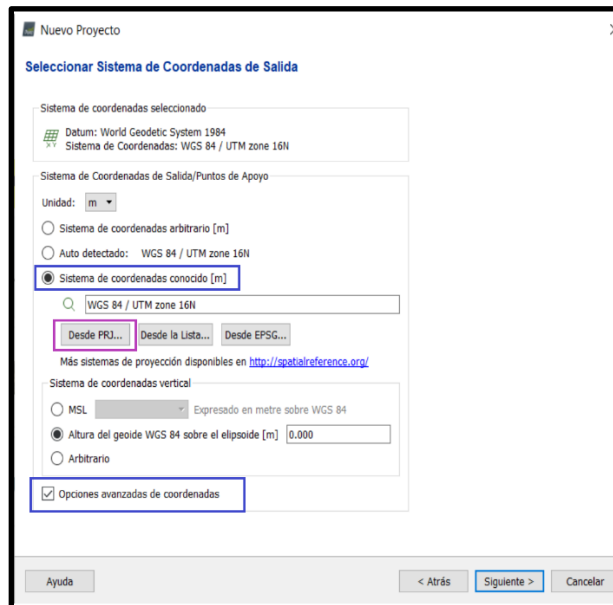 Nuevo Proyecto
Seleccionar Sistema de Coordenadas de Salida
Sistema de coordenadas seleccionado
Datum: World Geodetic System 1984
Sistema de Coordenadas: WGS 84 / UTM zone 16N
Sistema de Coordenadas de Salida/Puntos de Apoyo
Unidad: m
Sistema de coordenadas arbitrario [m]
Auto detectado: WGS 84 / UTM zone 16N
Sistema de coordenadas conocido [m]
WGS 84 / UTM zone 16N
Desde PRJ... Desde la Lista... Desde EPSG...
Más sistemas de proyección disponibles en http://spatialreference.org/
Sistema de coordenadas vertical
MSL Expresado en metre sobre WGS 84
Altura del geoide WGS 84 sobre el elipsoide [m] 0.000
Arbitrario
Opciones avanzadas de coordenadas
Ayuda < Atrás Siguiente > Cancelar